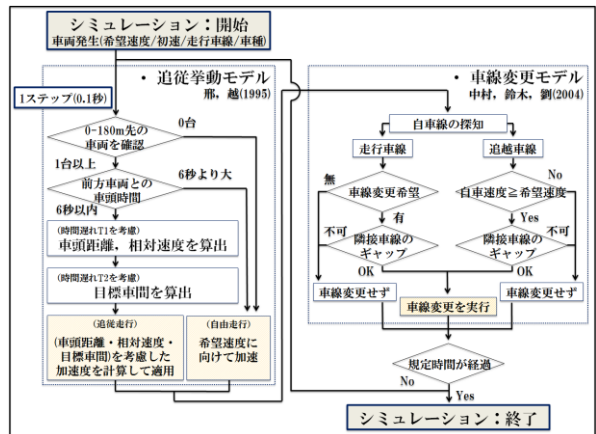 シミュレーション：開始
車両発生(希望速度/初速/走行車線/車種)
・ 追従挙動モデル
邢，越(1995)
1ステップ(0.1秒)
0-180m先の
車両を確認
0台
1台以上
前方車両との
車頭時間
6秒より大
6秒以内
(時間遅れT1を考慮)
車頭距離，相対速度を算出
(時間遅れT2を考慮)
目標車間を算出
(追従走行)
(車頭距離・相対速度・
目標車間)を考慮した
加速度を計算して適用
(自由走行)
希望速度に
向けて加速
・ 車線変更モデル
中村，鈴木，劉(2004)
自車線の探知
走行車線
追越車線
無
車線変更希望
有
No
自車速度≧希望速度
Yes
不可
隣接車線の
ギャップ
OK
隣接車線の
ギャップ
不可
OK
車線変更せず
車線変更を実行
車線変更せず
規定時間が経過
No
Yes
シミュレーション：終了